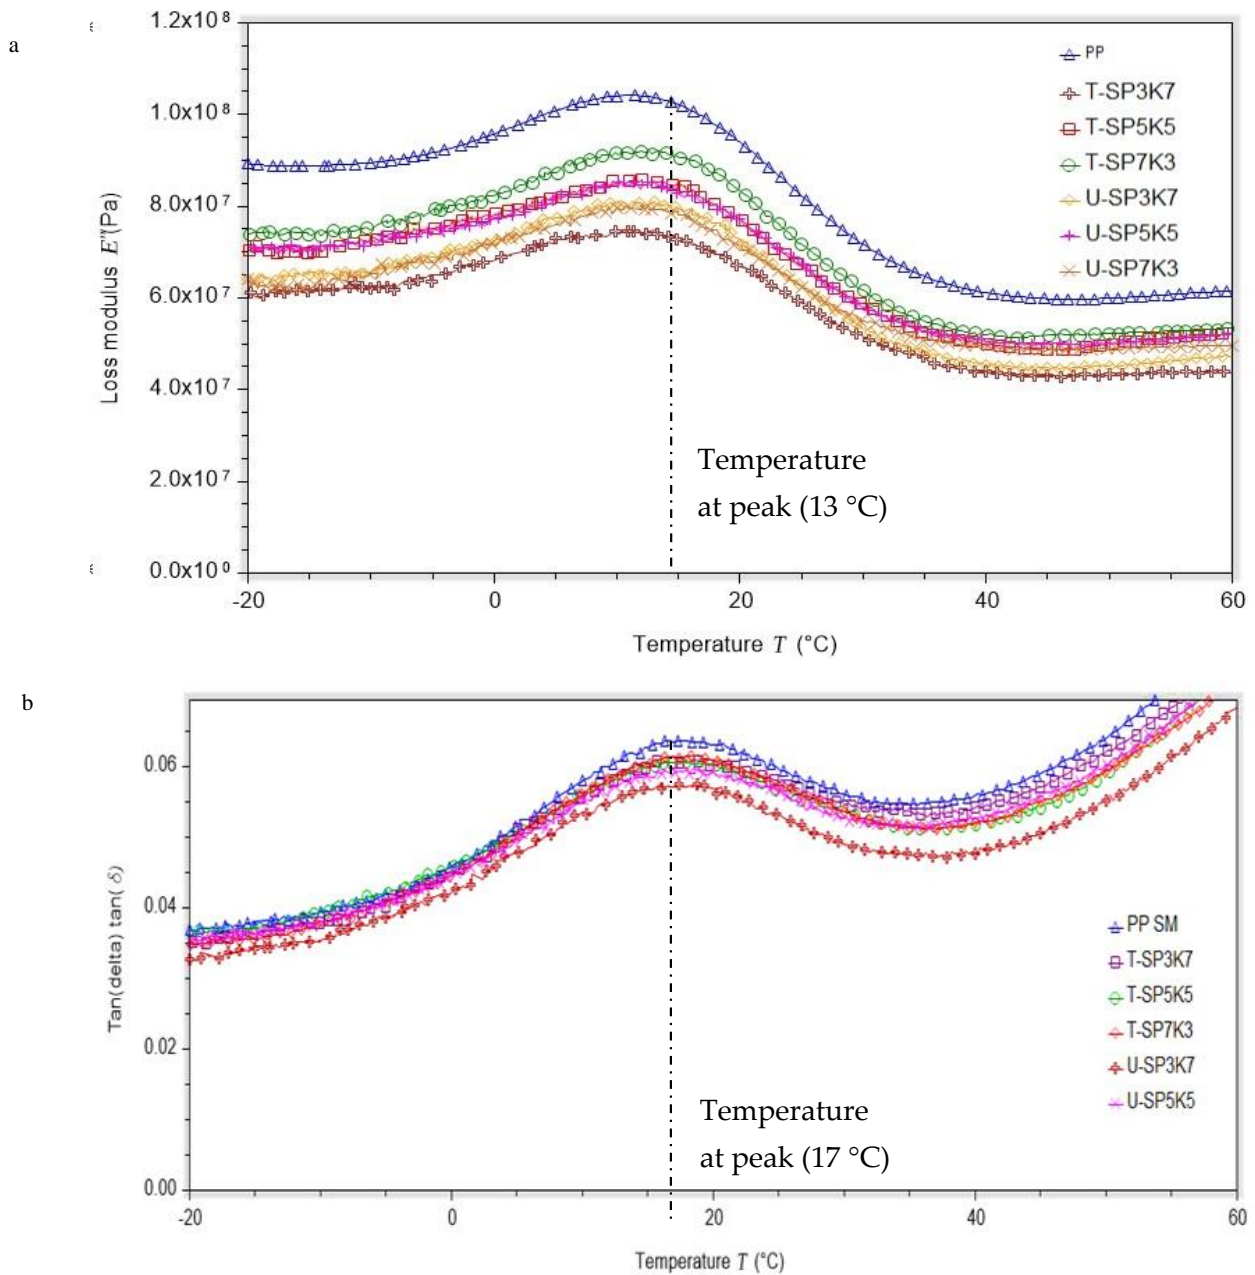 a
1.2x10⁸
1.0x10⁸
8.0x10⁷
6.0x10⁷
4.0x10⁷
2.0x10⁷
0.0x10⁰
Loss modulus E"(Pa)
PP
T-SP3K7
T-SP5K5
T-SP7K3
U-SP3K7
U-SP5K5
U-SP7K3
Temperature
at peak (13 °C)
-20 0 20 40 60
Temperature T (°C)
b
0.06
0.04
0.02
0.00
Tan(delta) tan(δ)
PP SM
T-SP3K7
T-SP5K5
T-SP7K3
U-SP3K7
U-SP5K5
Temperature
at peak (17 °C)
-20 0 20 40 60
Temperature T (°C)